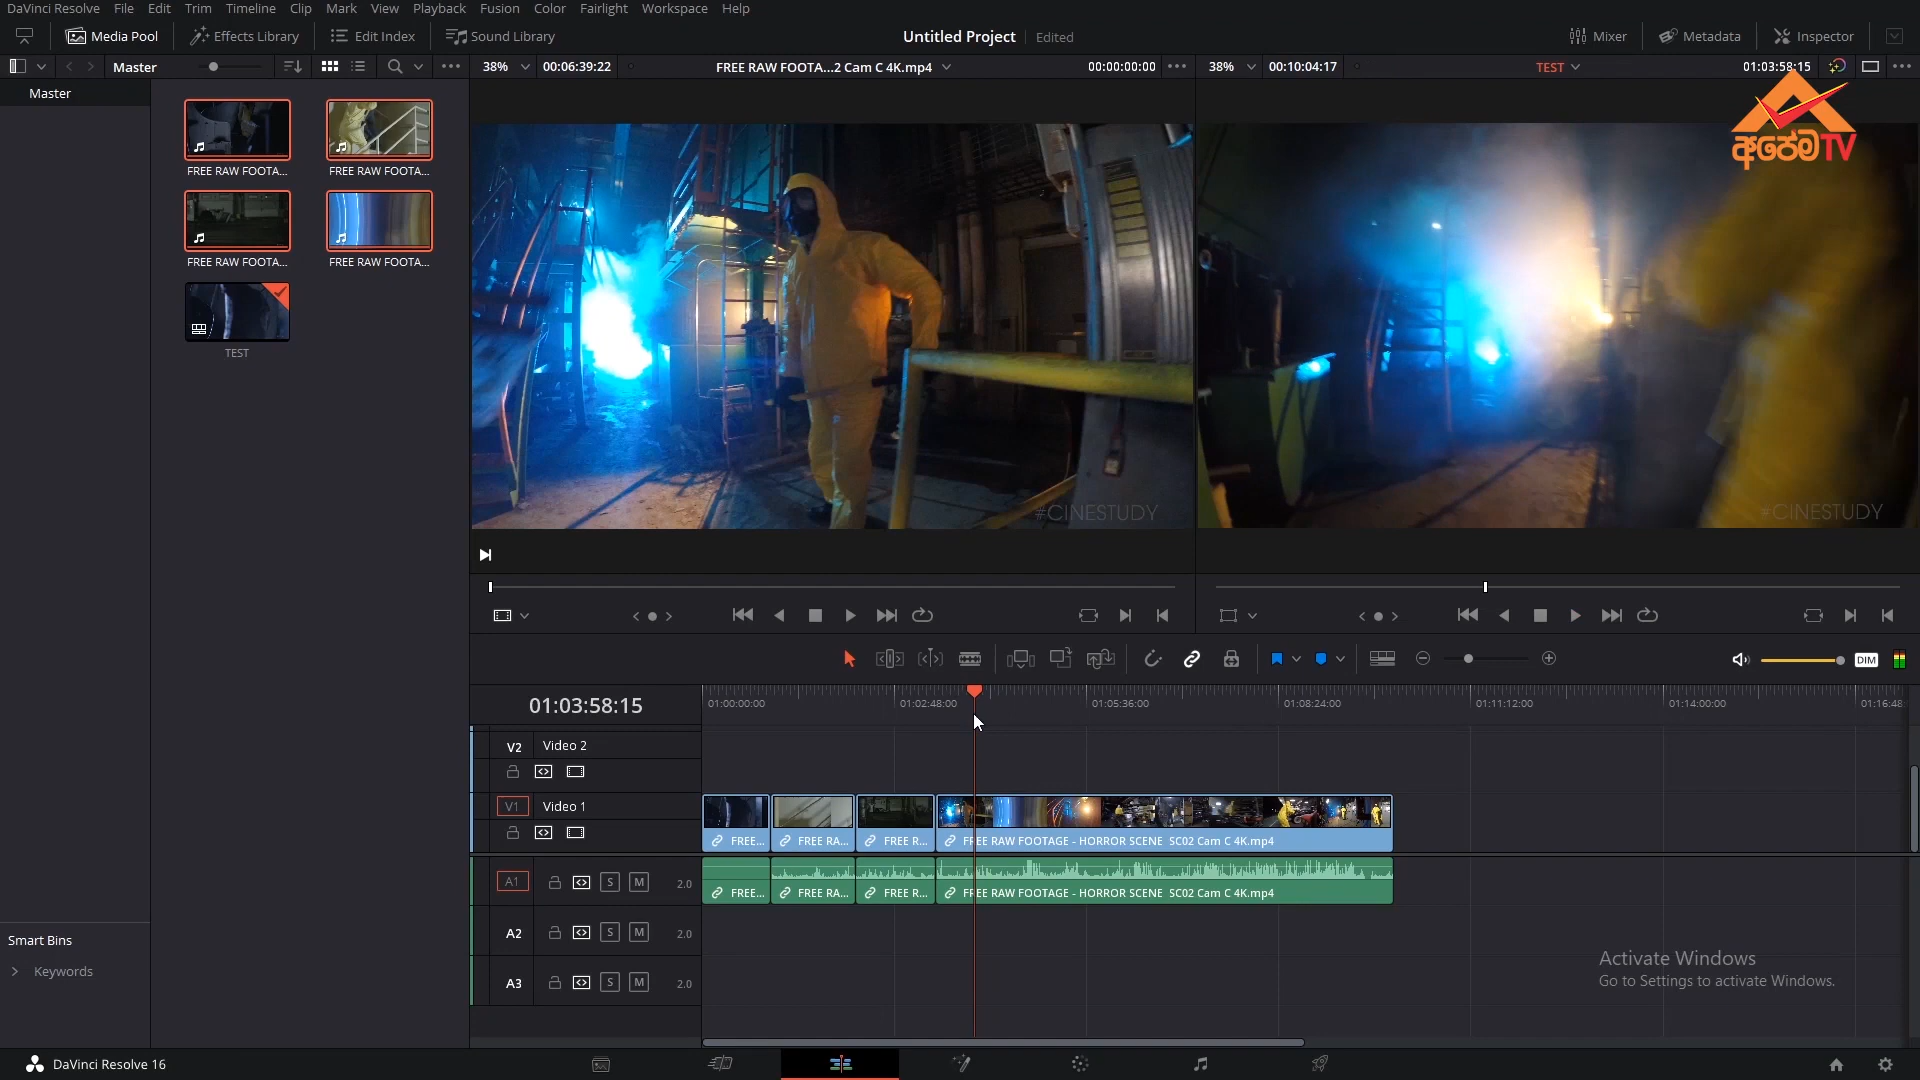 DaVinci Resolve File Edit Trim Timeline Clip Mark View Playback Fusion Color Fairlight Workspace Help
Media Pool Effects Library Edit Index Sound Library Untitled Project Edited Mixer Metadata Inspector
Master 38% 00:06:39:22 FREE RAW FOOTA...2 Cam C 4K.mp4 00:00:00:00 38% 00:10:04:17 TEST 01:03:58:15
Master
අපේම TV
FREE RAW FOOTA... FREE RAW FOOTA...
FREE RAW FOOTA... FREE RAW FOOTA...
TEST
#CINESTUDY #CINESTUDY
DIM
01:03:58:15 01:00:00:00 01:02:48:00 01:05:36:00 01:08:24:00 01:11:12:00 01:14:00:00 01:16:48
V2 Video 2
V1 Video 1
FREE... FREE RA... FREE R... FREE RAW FOOTAGE - HORROR SCENE SC02 Cam C 4K.mp4
A1 S M 2.0
FREE... FREE RA... FREE R... FREE RAW FOOTAGE - HORROR SCENE SC02 Cam C 4K.mp4
A2 S M 2.0
A3 S M 2.0
Smart Bins
Keywords
Activate Windows
Go to Settings to activate Windows.
DaVinci Resolve 16